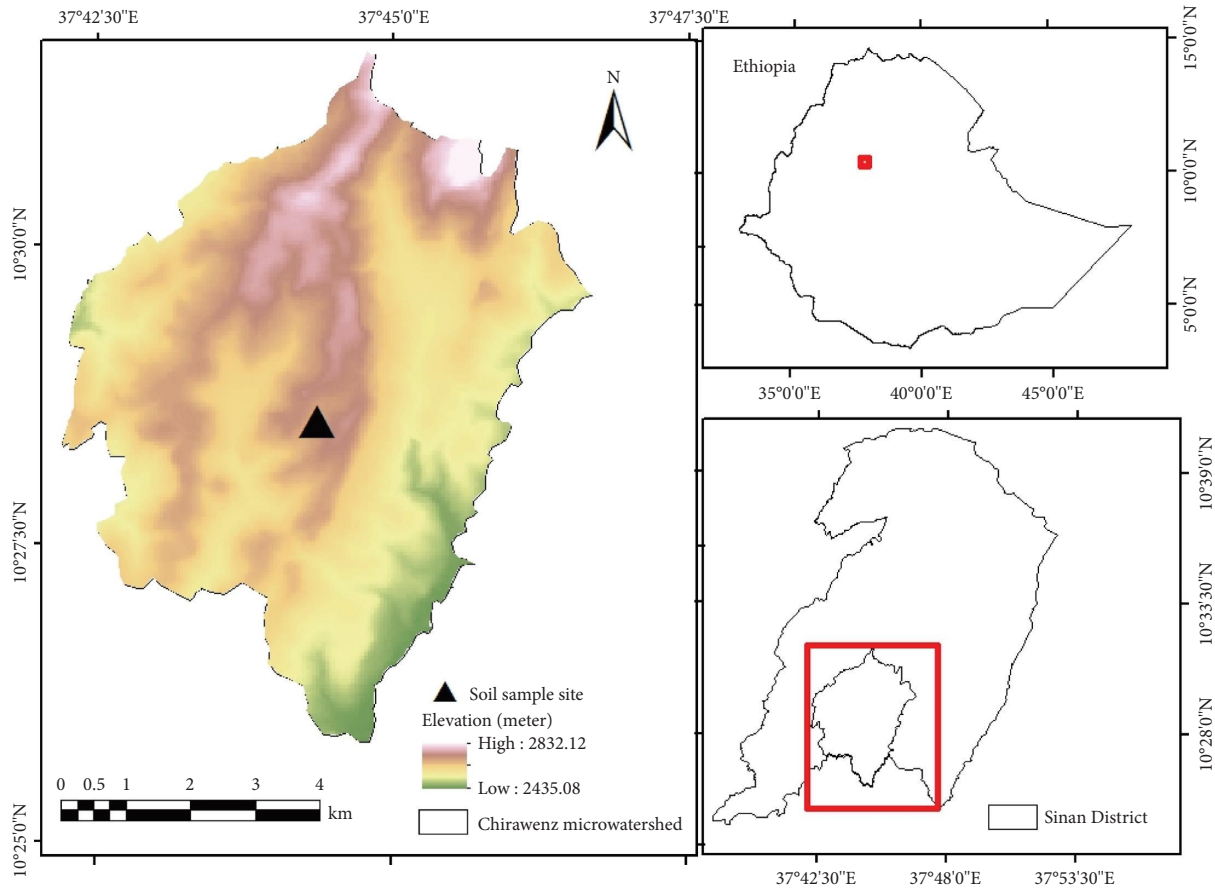 37°42'30"E
37°45'0"E
37°47'30"E
10°30'0"N
10°27'30"N
10°25'0"N
N
Soil sample site
Elevation (meter)
High : 2832.12
Low : 2435.08
Chirawenz microwatershed
0 0.5 1 2 3 4
km
Ethiopia
15°0'0"N
10°0'0"N
5°0'0"N
35°0'0"E
40°0'0"E
45°0'0"E
10°39'0"N
10°33'30"N
10°28'0"N
Sinan District
37°42'30"E
37°48'0"E
37°53'30"E